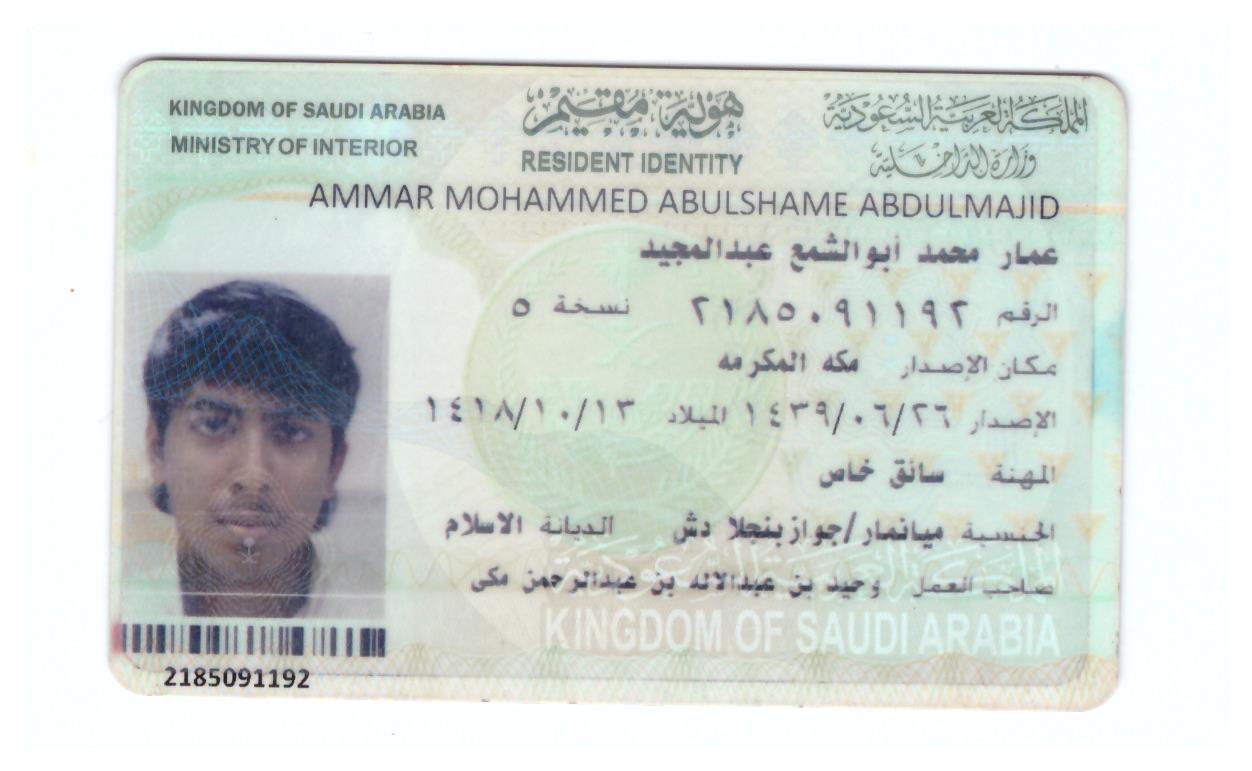 KINGDOM OF SAUDI ARABIA هوية مقيم المملكة العربية السعودية
MINISTRY OF INTERIOR RESIDENT IDENTITY وزارة الداخلية
AMMAR MOHAMMED ABULSHAME ABDULMAJID
عمار محمد أبو الشمع عبدالمجيد
الرقم ٢١٨٥٠٩١١٩٢ نسخة ٥
مكان الإصدار مكه المكرمه
الإصدار ١٤٣٩/٠٦/٢٦ الميلاد ١٤١٨/١٠/١٣
المهنة سائق خاص
الجنسية ميانمار/جواز بنجلا دش الديانة الاسلام
صاحب العمل وحيد بن عبدالاله بن عبدالرحمن مكى
KINGDOM OF SAUDI ARABIA
2185091192